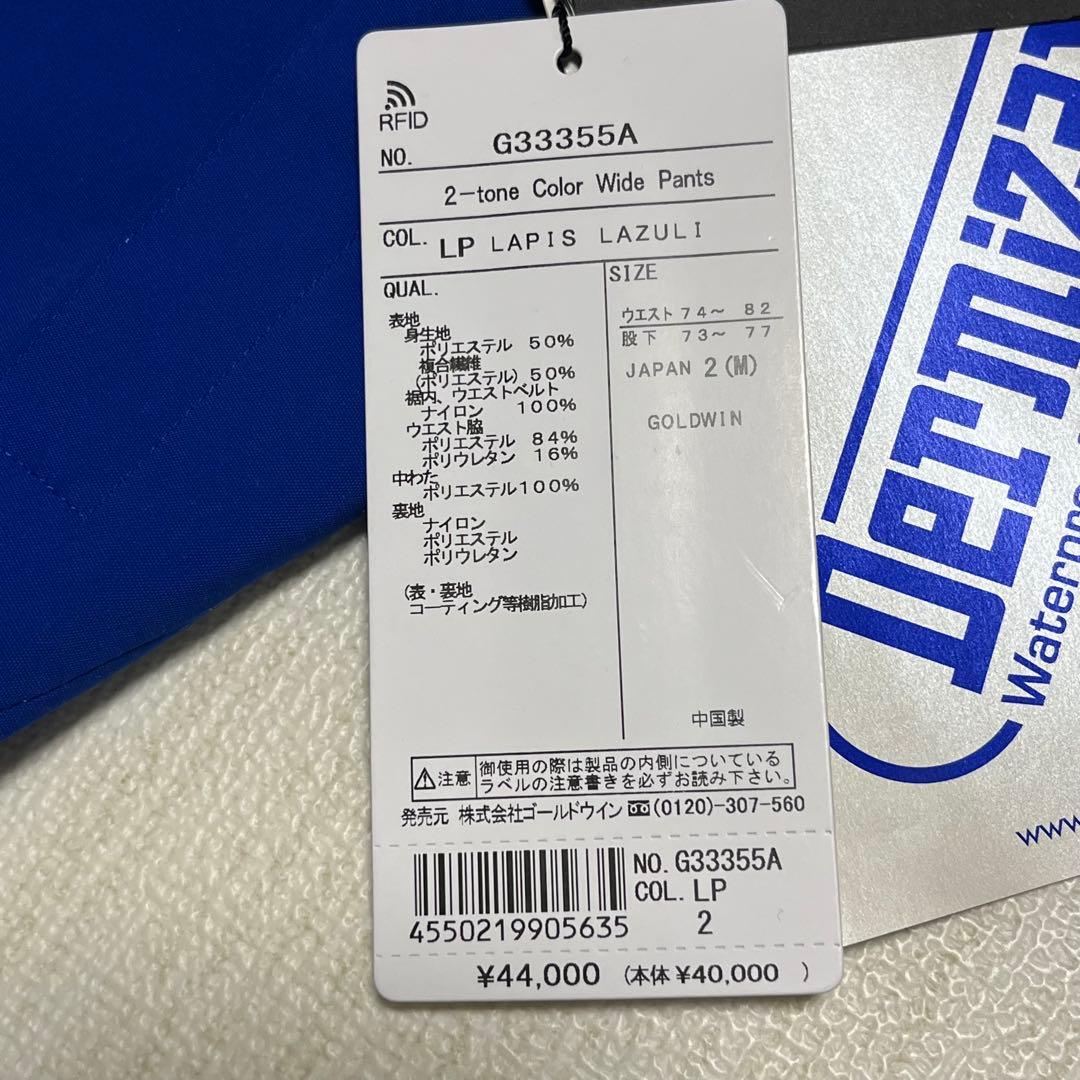 RFID
NO. G33355A
2-tone Color Wide Pants
COL. LP LAPIS LAZULI
QUAL.
表地
身生地
ポリエステル 50%
複合繊維
(ポリエステル) 50%
裾内、ウエストベルト
ナイロン 100%
ウエスト脇
ポリエステル 84%
ポリウレタン 16%
中わた
ポリエステル100%
裏地
ナイロン
ポリエステル
ポリウレタン
(表・裏地
コーティング等樹脂加工)
SIZE
ウエスト 74～ 82
股下 73～ 77
JAPAN 2 (M)
GOLDWIN
中国製
注意 御使用の際は製品の内側についている
ラベルの注意書きを必ずお読み下さい。
発売元 株式会社ゴールドウイン (0120)-307-560
NO. G33355A
COL. LP
2
4550219905635
¥44,000 (本体 ¥40,000 )
Dermiza
Waterpro
www